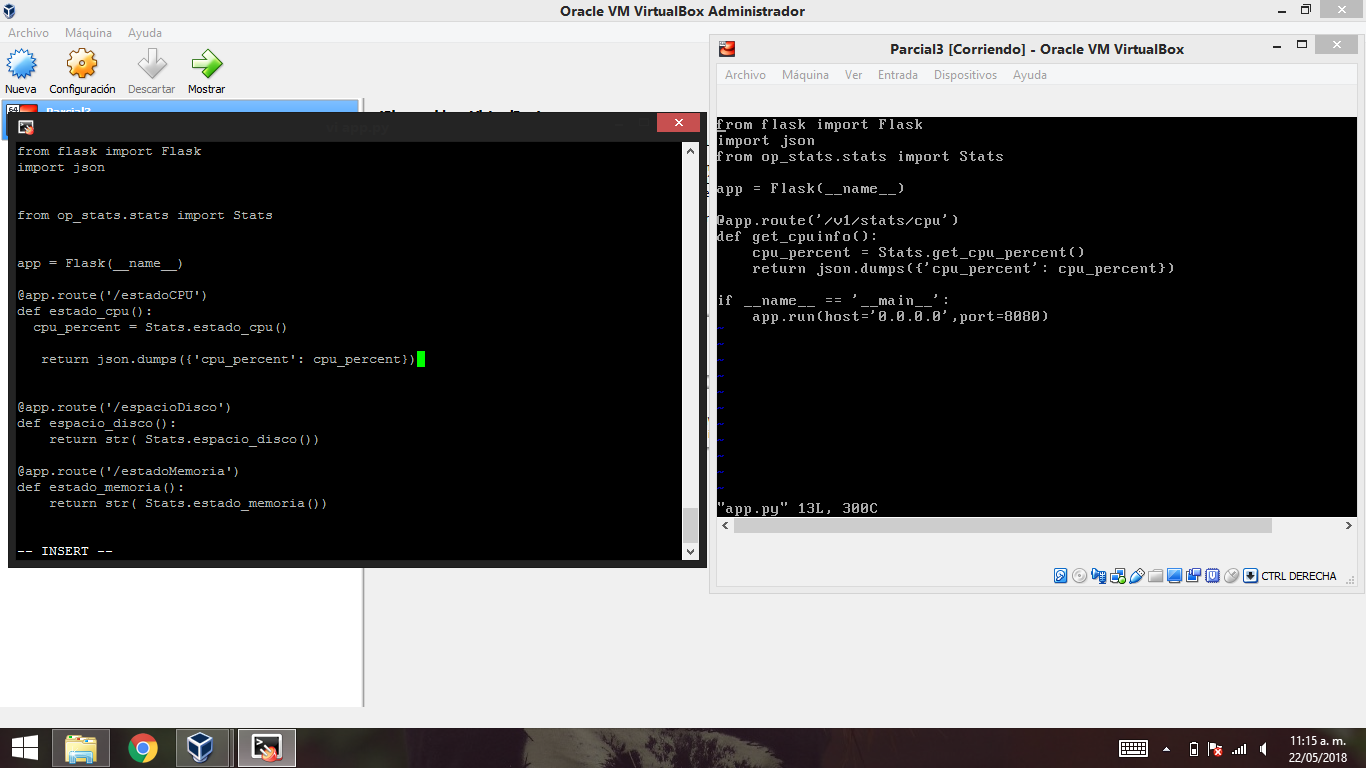 Oracle VM VirtualBox Administrador
Archivo Máquina Ayuda
Nueva Configuración Descartar Mostrar
64
Parcial3
from flask import Flask
import json
from op_stats.stats import Stats
app = Flask(__name__)
@app.route('/estadoCPU')
def estado_cpu():
  cpu_percent = Stats.estado_cpu()
   return json.dumps({'cpu_percent': cpu_percent})
@app.route('/espacioDisco')
def espacio_disco():
    return str( Stats.espacio_disco())
@app.route('/estadoMemoria')
def estado_memoria():
    return str( Stats.estado_memoria())
-- INSERT --
Parcial3 [Corriendo] - Oracle VM VirtualBox
Archivo Máquina Ver Entrada Dispositivos Ayuda
from flask import Flask
import json
from op_stats.stats import Stats
app = Flask(__name__)
@app.route('/v1/stats/cpu')
def get_cpuinfo():
    cpu_percent = Stats.get_cpu_percent()
    return json.dumps({'cpu_percent': cpu_percent})
if __name__ == '__main__':
    app.run(host='0.0.0.0',port=8080)
~
~
~
~
~
~
~
~
~
~
~
"app.py" 13L, 300C
CTRL DERECHA
11:15 a. m.
22/05/2018